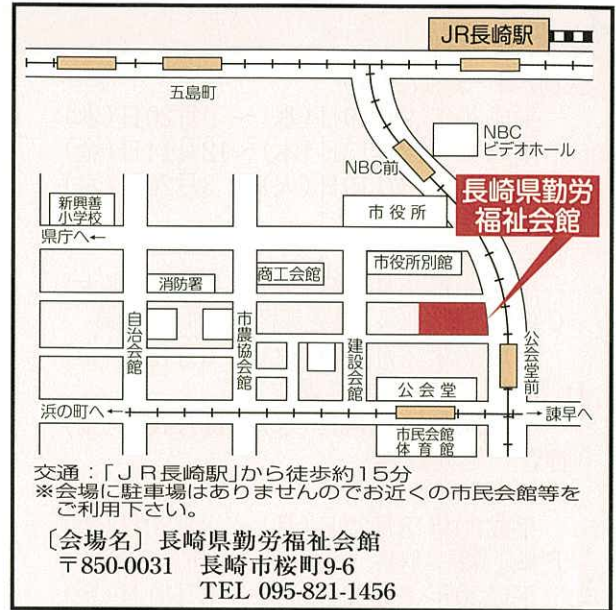 JR長崎駅
五島町
NBC
ビデオホール
NBC前
長崎県勤労
福祉会館
新興善
小学校
市役所
県庁へ←
市役所別館
商工会館
消防署
自治会館
市農協会館
建設会館
公会堂前
公会堂
浜の町へ←
→諫早へ
市民会館
体育館
交通：「ＪＲ長崎駅」から徒歩約15分
※会場に駐車場はありませんのでお近くの市民会館等を
ご利用下さい。
〔会場名〕長崎県勤労福祉会館
〒850-0031　長崎市桜町9-6
TEL 095-821-1456